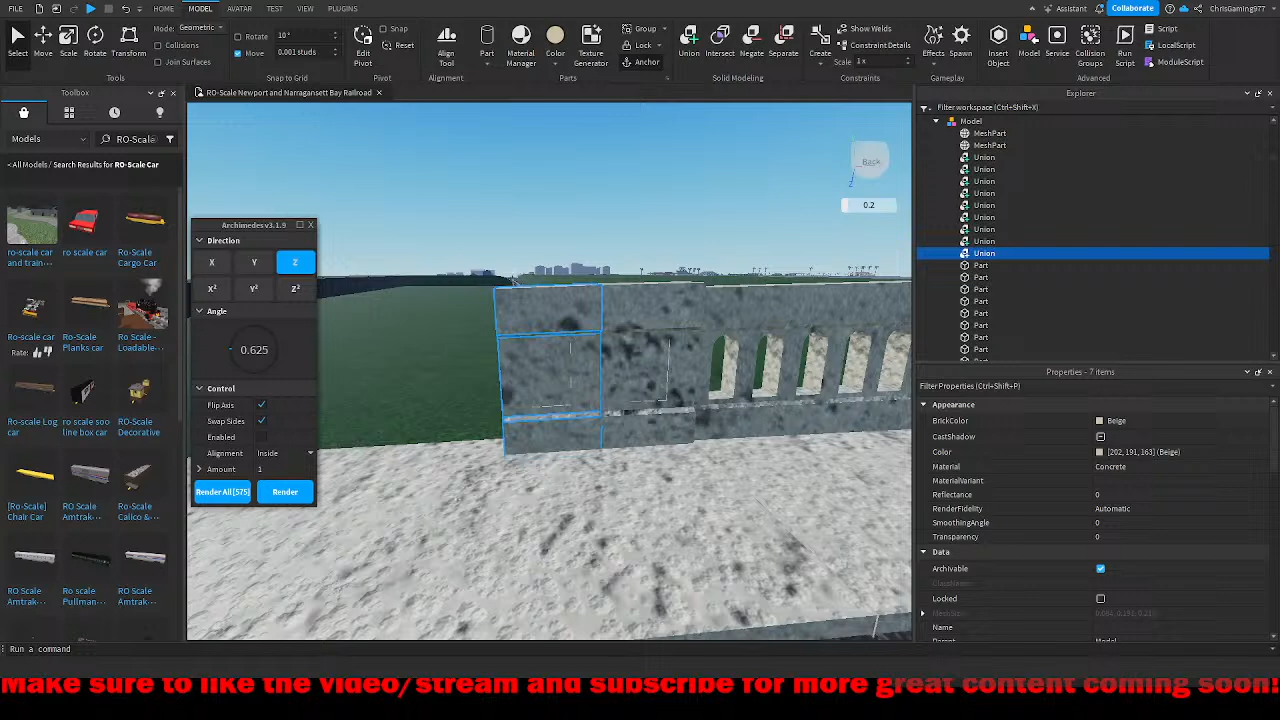 FILE HOME MODEL AVATAR TEST VIEW PLUGINS Assistant Collaborate ChrisGaming977
Select Move Scale Rotate Transform
Mode: Geometric
Collisions
Join Surfaces
Tools
Rotate 10°
Move 0.001 studs
Snap to Grid
Edit Pivot
Snap
Reset
Pivot
Align Tool
Alignment
Part Material Manager Color Texture Generator
Group
Lock
Anchor
Parts
Union Intersect Negate Separate
Solid Modeling
Create
Show Welds
Constraint Details
Scale 1x
Constraints
Effects Spawn
Gameplay
Insert Object Model Service Collision Groups Run Script
Script
LocalScript
ModuleScript
Advanced
Toolbox
Models RO-Scale
<All Models / Search Results for RO-Scale Car
ro-scale car and train···
ro scale car
Ro-Scale Cargo Car
Ro-scale car
Rate:
Ro-Scale Planks car
Ro-Scale - Loadable···
Ro-scale Log car
ro scale soo line box car
Ro-Scale Decorative
[Ro-Scale] Chair Car
RO Scale Amtrak···
Ro-Scale Calico &···
RO Scale Amtrak···
ro scale Pullman···
RO Scale Amtrak···
RO-Scale Newport and Narragansett Bay Railroad
Back
0.2
Archimedes v3.1.9
Direction
X Y Z
X² Y² Z²
Angle
0.625
Control
Flip Axis
Swap Sides
Enabled
Alignment Inside
Amount 1
Render All [575] Render
Explorer
Filter workspace (Ctrl+Shift+X)
Model
MeshPart
MeshPart
Union
Union
Union
Union
Union
Union
Union
Union
Union
Part
Part
Part
Part
Part
Part
Part
Part
Properties - 7 items
Filter Properties (Ctrl+Shift+P)
Appearance
BrickColor Beige
CastShadow
Color [202, 191, 163] (Beige)
Material Concrete
MaterialVariant
Reflectance 0
RenderFidelity Automatic
SmoothingAngle 0
Transparency 0
Data
Archivable
ClassName
Locked
Name
Parent Model
Run a command
Make sure to like the video/stream and subscribe for more great content coming soon!